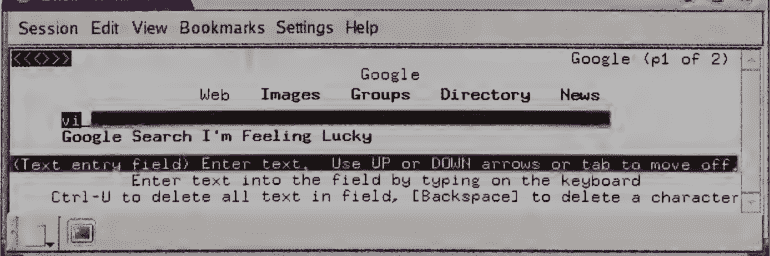 Session Edit View Bookmarks Settings Help
<<<>>> Google (p1 of 2)
Google
Web Images Groups Directory News
vi
Google Search I'm Feeling Lucky
(Text entry field) Enter text. Use UP or DOWN arrows or tab to move off.
Enter text into the field by typing on the keyboard
Ctrl-U to delete all text in field, [Backspace] to delete a character